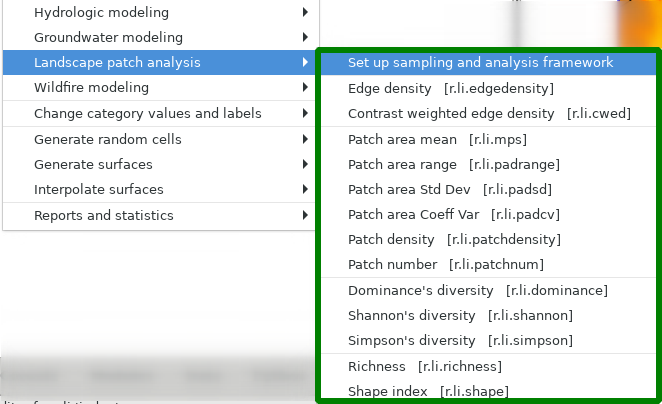 Hydrologic modeling
Groundwater modeling
Landscape patch analysis
Wildfire modeling
Change category values and labels
Generate random cells
Generate surfaces
Interpolate surfaces
Reports and statistics
Set up sampling and analysis framework
Edge density [r.li.edgedensity]
Contrast weighted edge density [r.li.cwed]
Patch area mean [r.li.mps]
Patch area range [r.li.padrange]
Patch area Std Dev [r.li.padsd]
Patch area Coeff Var [r.li.padcv]
Patch density [r.li.patchdensity]
Patch number [r.li.patchnum]
Dominance's diversity [r.li.dominance]
Shannon's diversity [r.li.shannon]
Simpson's diversity [r.li.simpson]
Richness [r.li.richness]
Shape index [r.li.shape]